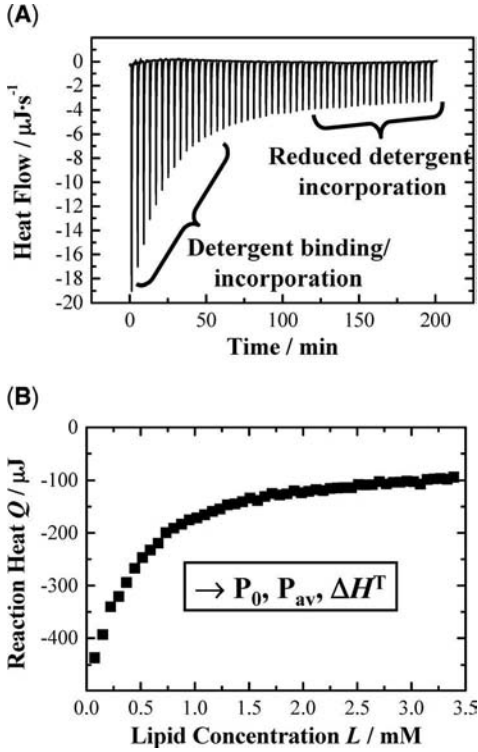 (A)
0
-2
-4
-6
-8
-10
-12
-14
-16
-18
-20
Heat Flow / μJ·s⁻¹
Reduced detergent
incorporation
Detergent binding/
incorporation
0 50 100 150 200
Time / min
(B)
0
-100
-200
-300
-400
Reaction Heat Q / μJ
→ P₀, Pₐᵥ, ΔHᵀ
0.0 0.5 1.0 1.5 2.0 2.5 3.0 3.5
Lipid Concentration L / mM